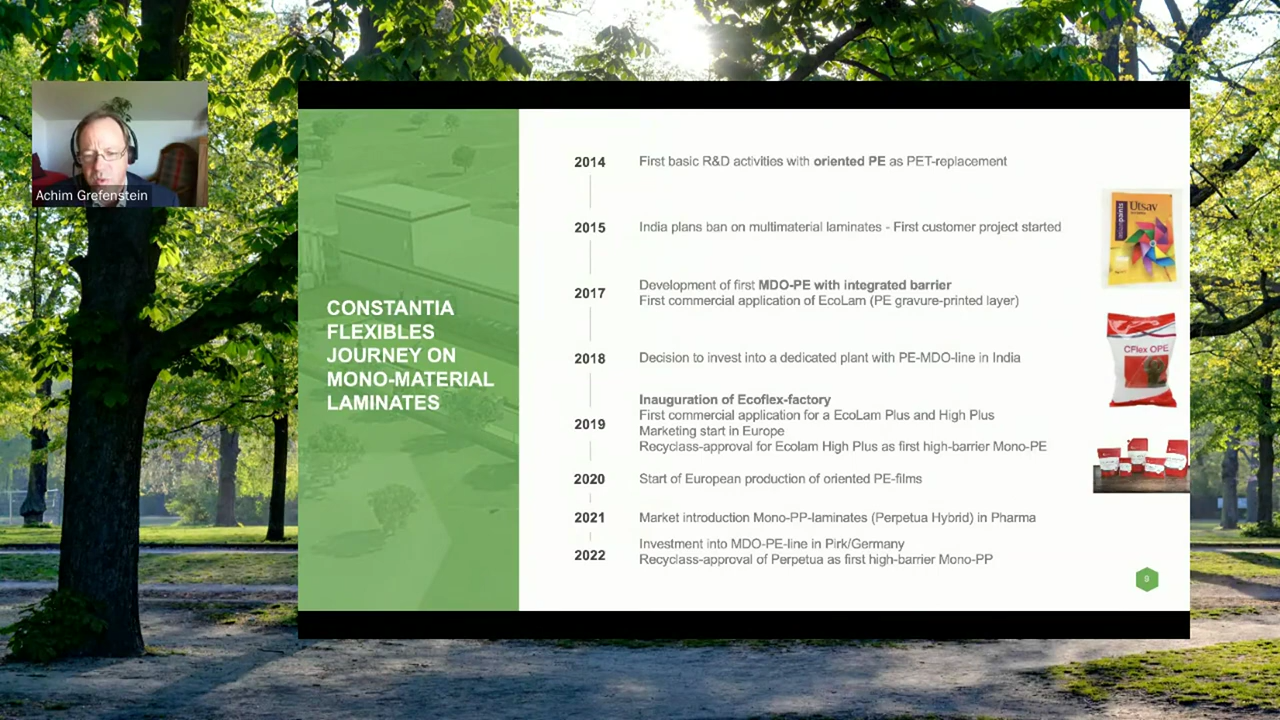 Achim Grefenstein
CONSTANTIA
FLEXIBLES
JOURNEY ON
MONO-MATERIAL
LAMINATES
2014
First basic R&D activities with oriented PE as PET-replacement
2015
India plans ban on multimaterial laminates - First customer project started
2017
Development of first MDO-PE with integrated barrier
First commercial application of EcoLam (PE gravure-printed layer)
2018
Decision to invest into a dedicated plant with PE-MDO-line in India
2019
Inauguration of Ecoflex-factory
First commercial application for a EcoLam Plus and High Plus
Marketing start in Europe
Recyclass-approval for Ecolam High Plus as first high-barrier Mono-PE
2020
Start of European production of oriented PE-films
2021
Market introduction Mono-PP-laminates (Perpetua Hybrid) in Pharma
2022
Investment into MDO-PE-line in Pirk/Germany
Recyclass-approval of Perpetua as first high-barrier Mono-PP
Utsav
CFlex OPE
9